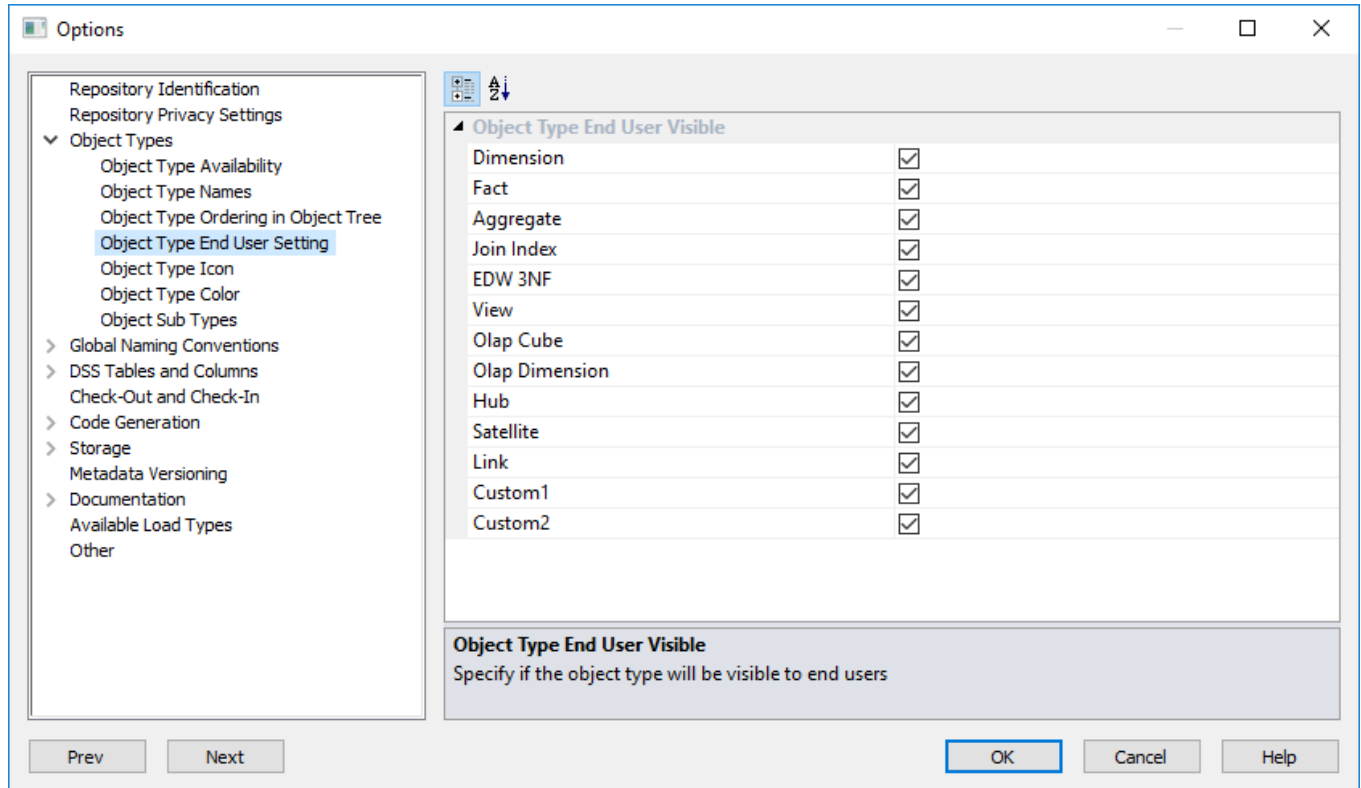 Options
Repository Identification
Repository Privacy Settings
Object Types
Object Type Availability
Object Type Names
Object Type Ordering in Object Tree
Object Type End User Setting
Object Type Icon
Object Type Color
Object Sub Types
Global Naming Conventions
DSS Tables and Columns
Check-Out and Check-In
Code Generation
Storage
Metadata Versioning
Documentation
Available Load Types
Other
Object Type End User Visible
Dimension
Fact
Aggregate
Join Index
EDW 3NF
View
Olap Cube
Olap Dimension
Hub
Satellite
Link
Custom1
Custom2
Object Type End User Visible
Specify if the object type will be visible to end users
Prev Next OK Cancel Help